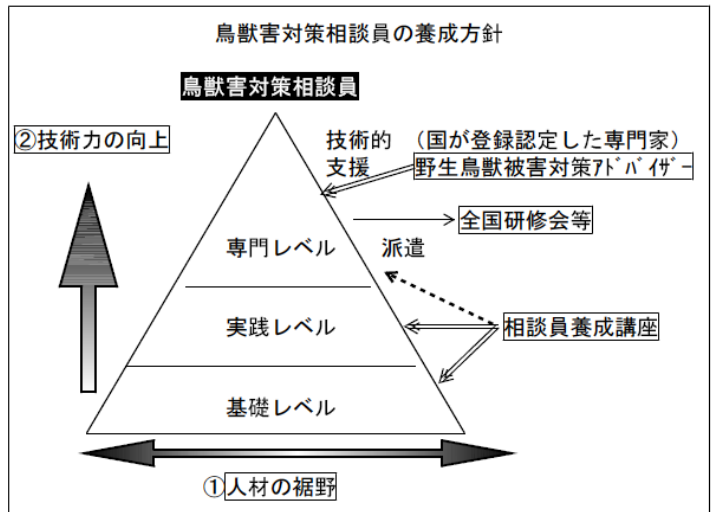 鳥獣害対策相談員の養成方針
鳥獣害対策相談員
②技術力の向上
技術的
支援
(国が登録認定した専門家)
野生鳥獣被害対策ｱﾄﾞﾊﾞｲｻﾞｰ
全国研修会等
派遣
専門レベル
実践レベル
相談員養成講座
基礎レベル
①人材の裾野